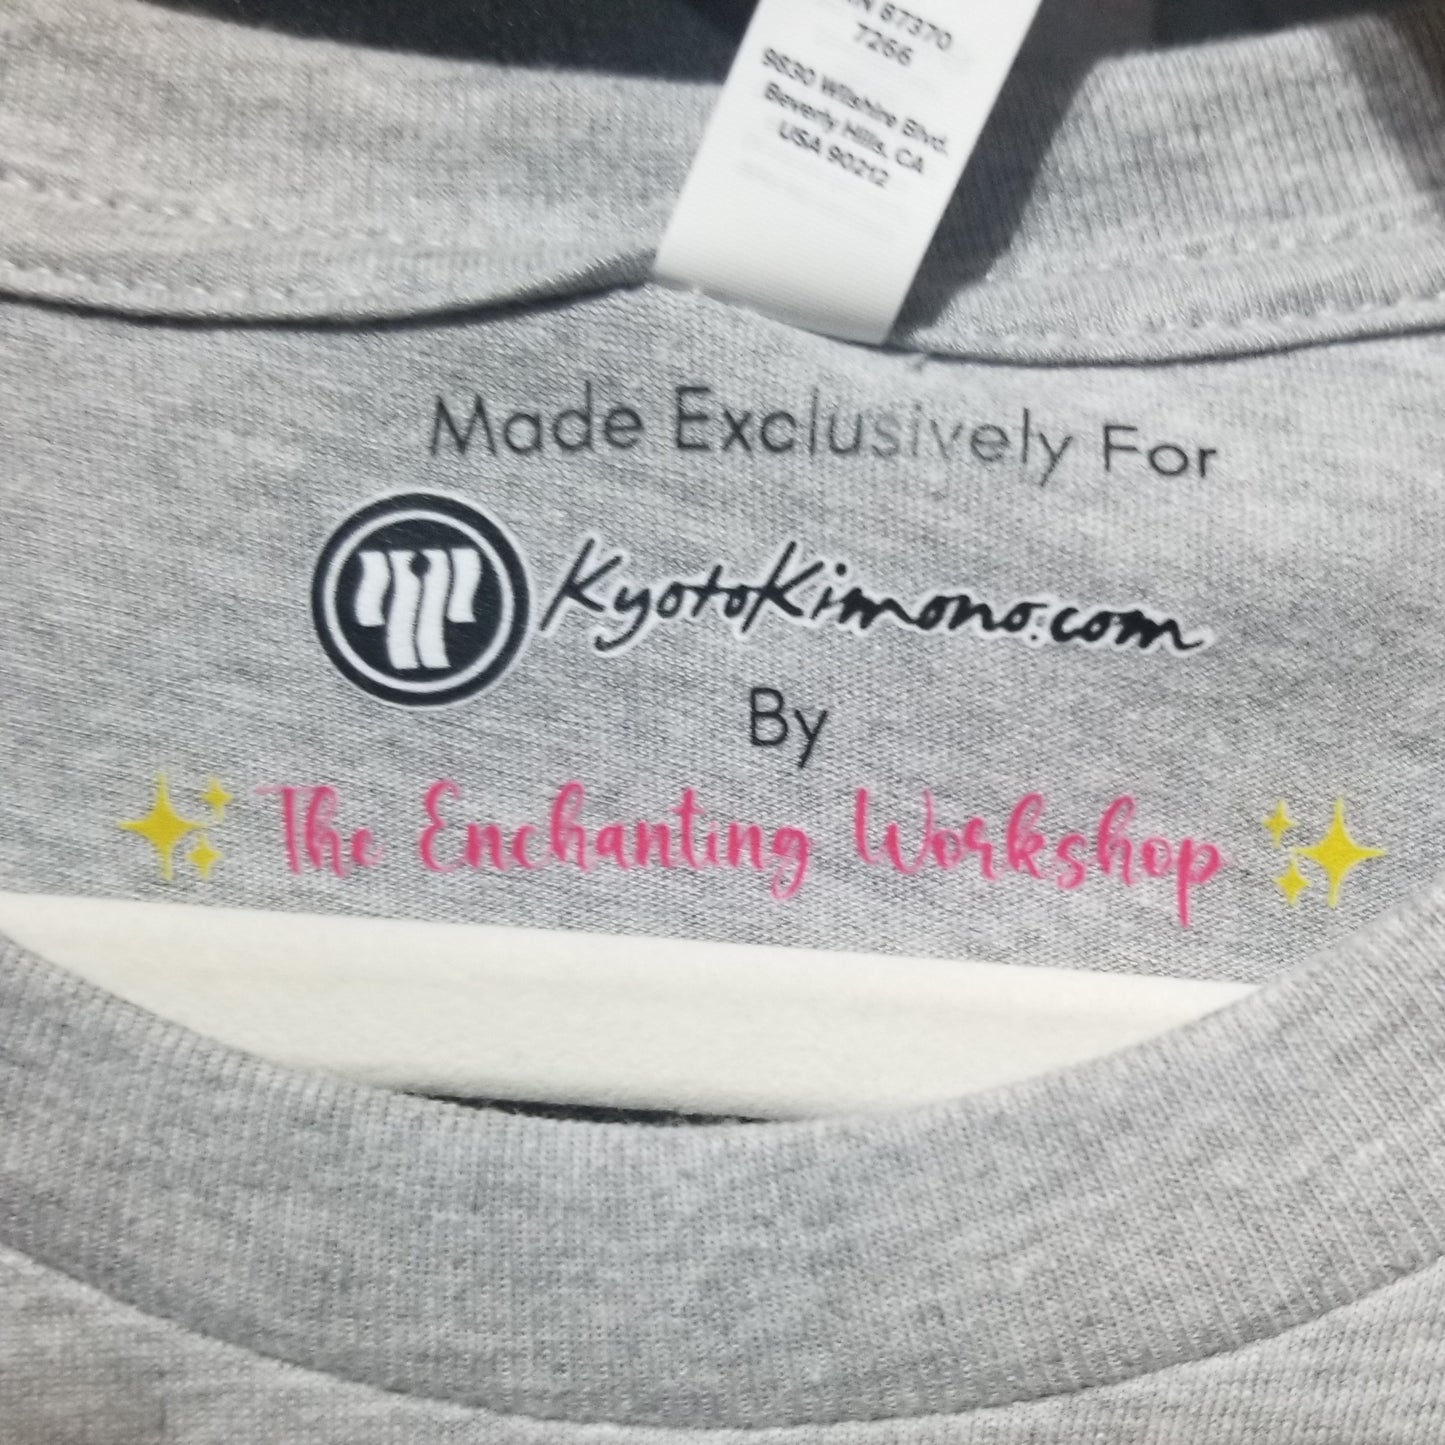 87370
7266
9830 Wilshire Blvd.
Beverly Hills, CA
USA 90212
Made Exclusively For
KyotoKimono.com
By
The Enchanting Workshop